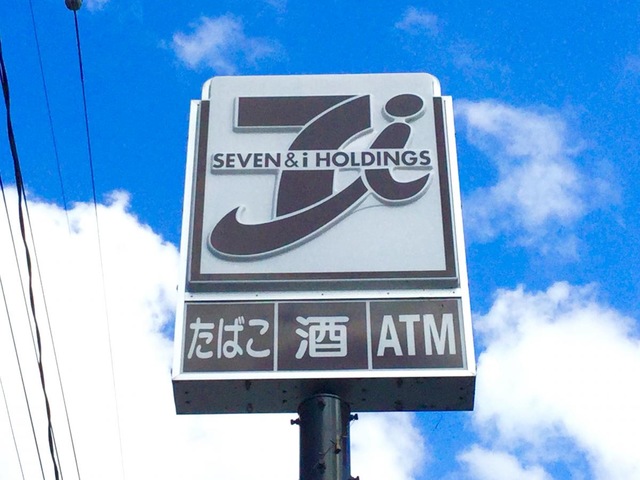 SEVEN & i HOLDINGS
たばこ 酒 ATM